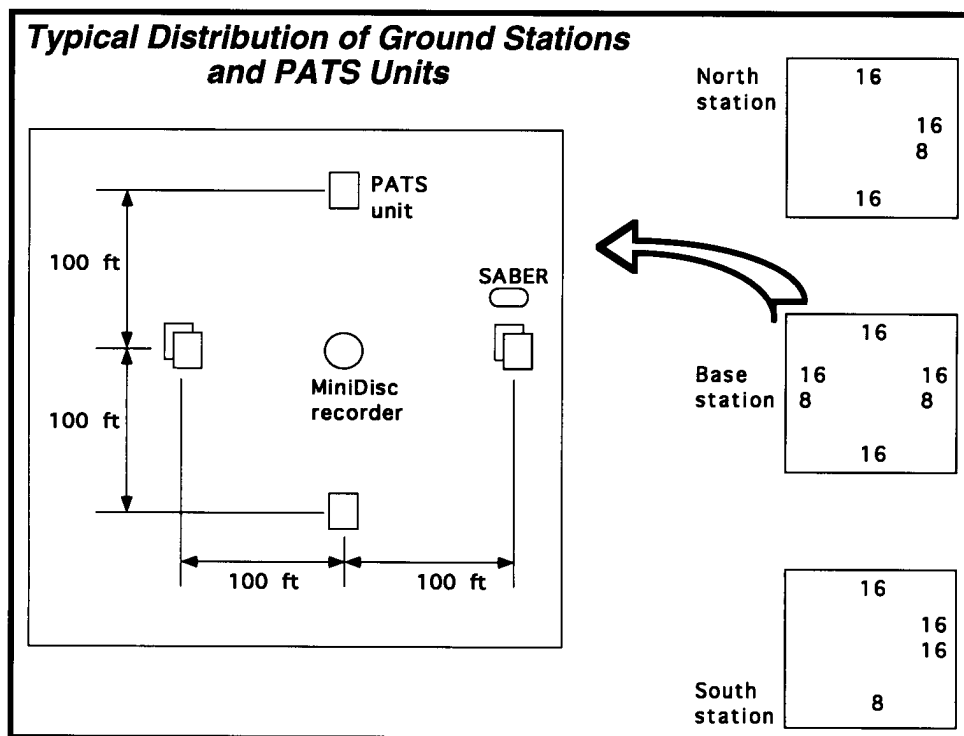 Typical Distribution of Ground Stations
and PATS Units
PATS
unit
100 ft
SABER
MiniDisc
recorder
100 ft
100 ft
100 ft
North
station
16
16
8
16
Base
station
16
16
16
8
8
16
16
16
16
South
station
8